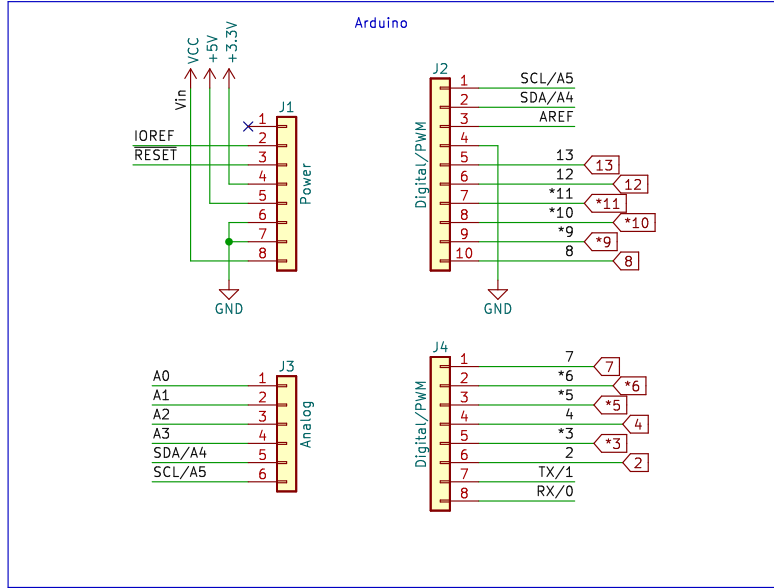 Arduino
VCC
+5V
+3.3V
Vin
J1
Power
1
IOREF 2
RESET 3
4
5
6
7
8
GND
J2
Digital/PWM
1 SCL/A5
2 SDA/A4
3 AREF
4
5 13 13
6 12 12
7 *11 *11
8 *10 *10
9 *9 *9
10 8 8
GND
J3
Analog
A0 1
A1 2
A2 3
A3 4
SDA/A4 5
SCL/A5 6
J4
Digital/PWM
1 7 7
2 *6 *6
3 *5 *5
4 4 4
5 *3 *3
6 2 2
7 TX/1
8 RX/0